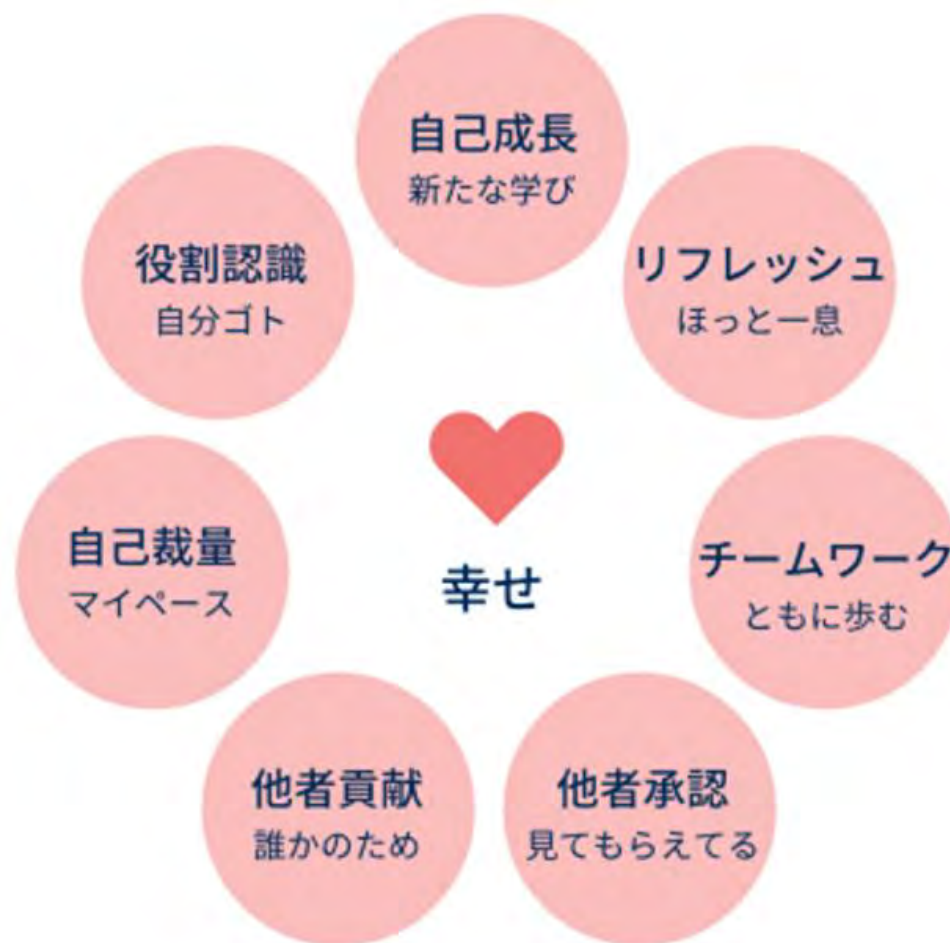 自己成長
新たな学び
リフレッシュ
ほっと一息
チームワーク
ともに歩む
他者承認
見てもらえてる
他者貢献
誰かのため
自己裁量
マイペース
役割認識
自分ゴト
幸せ